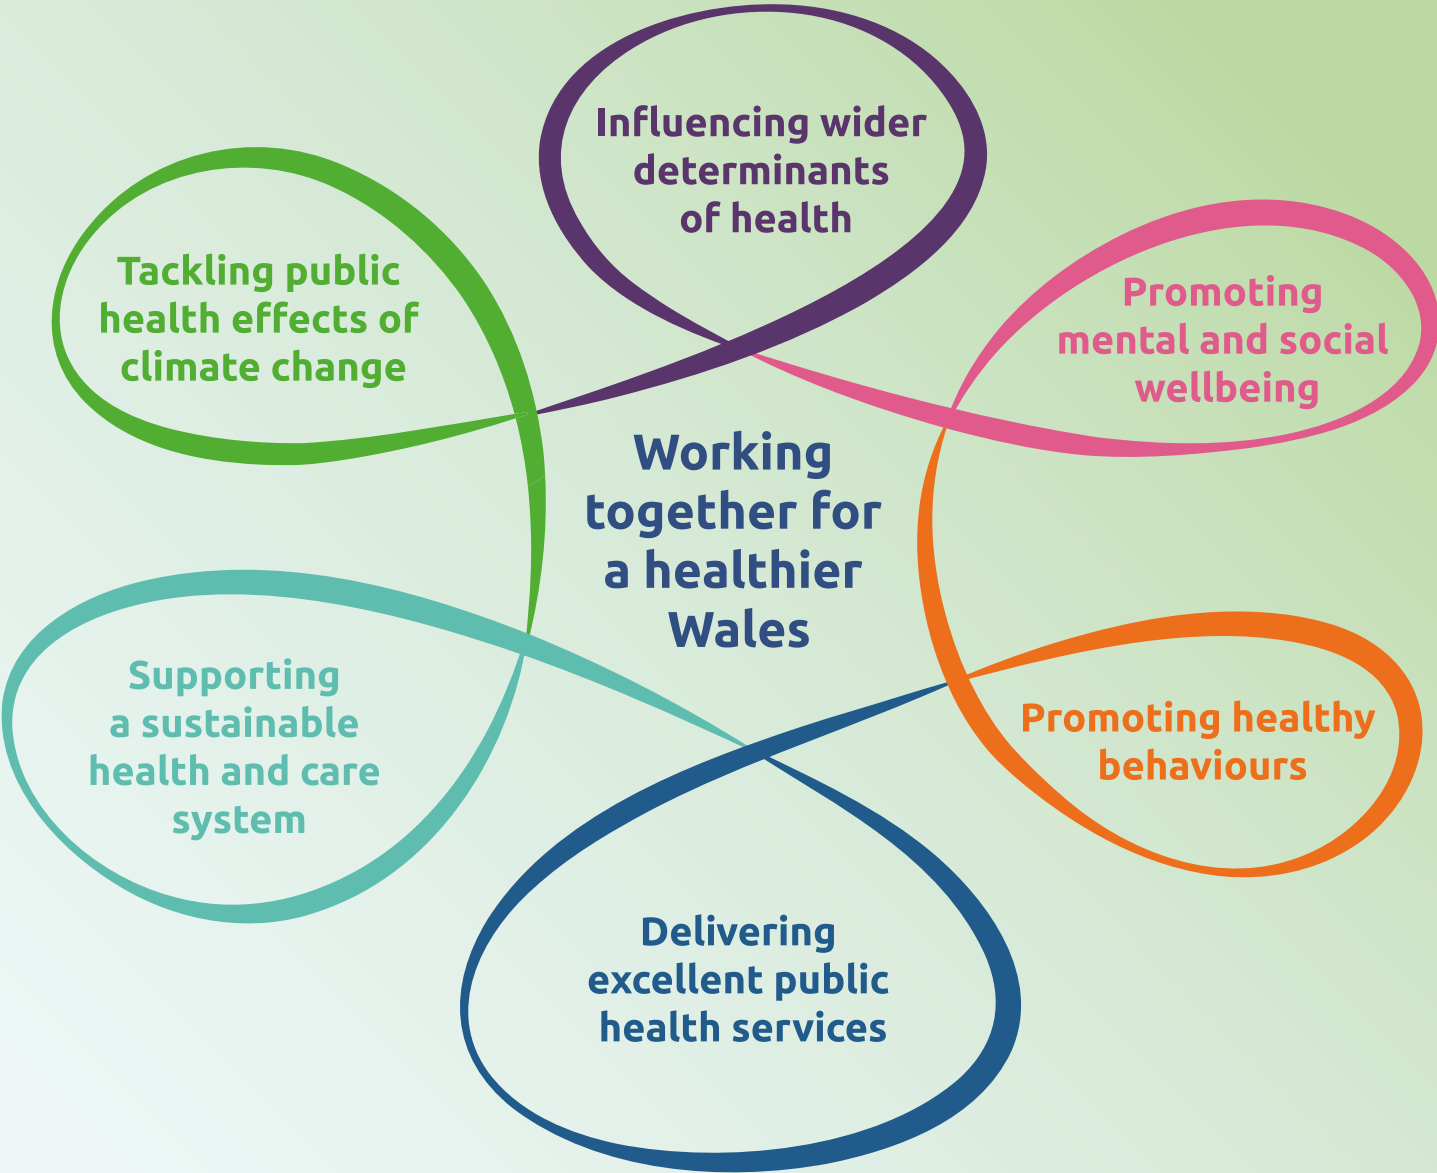 Influencing wider
determinants
of health
Promoting
mental and social
wellbeing
Promoting healthy
behaviours
Delivering
excellent public
health services
Supporting
a sustainable
health and care
system
Tackling public
health effects of
climate change
Working
together for
a healthier
Wales